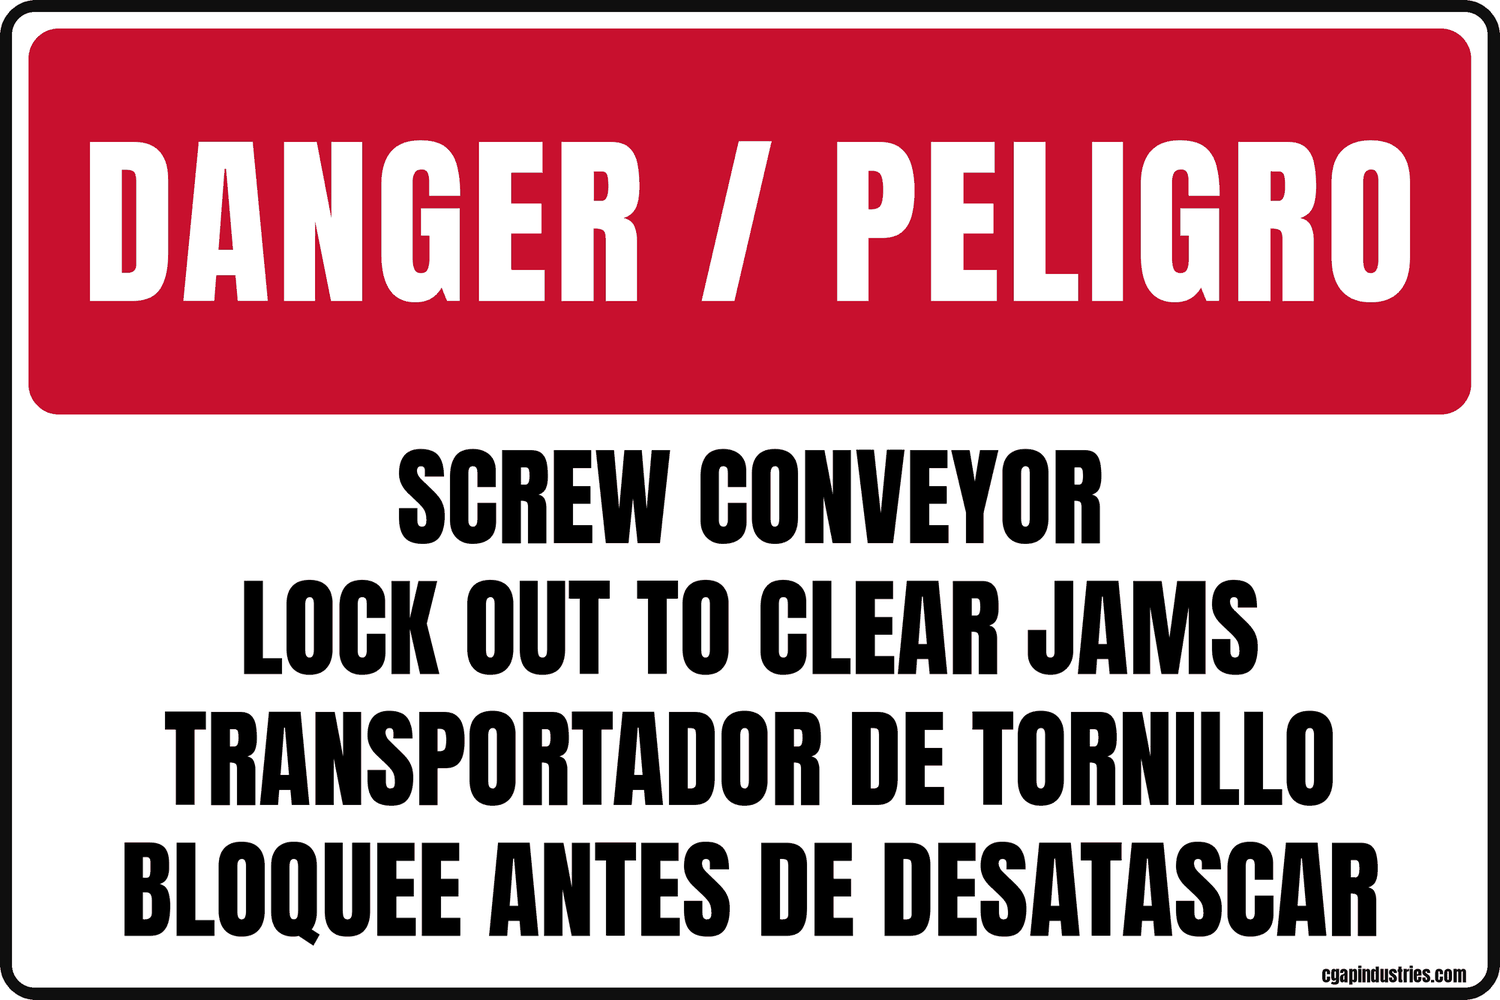 DANGER / PELIGRO
SCREW CONVEYOR
LOCK OUT TO CLEAR JAMS
TRANSPORTADOR DE TORNILLO
BLOQUEE ANTES DE DESATASCAR
cgapindustries.com